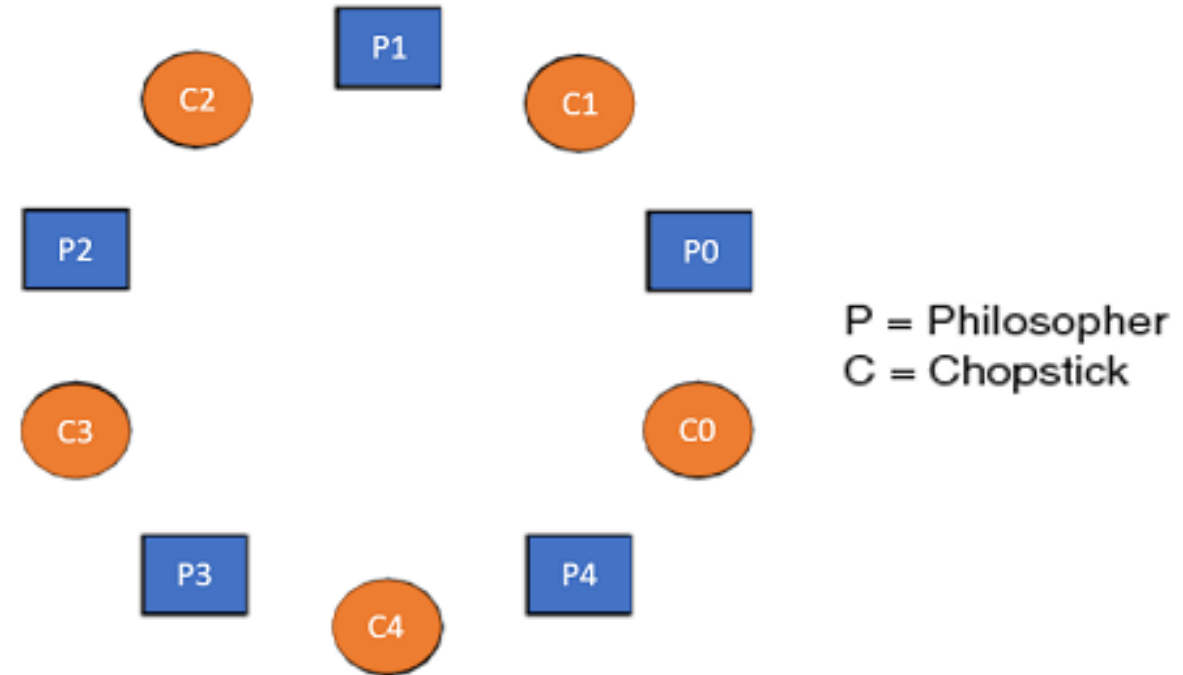 P1
C2
C1
P2
P0
P = Philosopher
C = Chopstick
C3
C0
P3
P4
C4